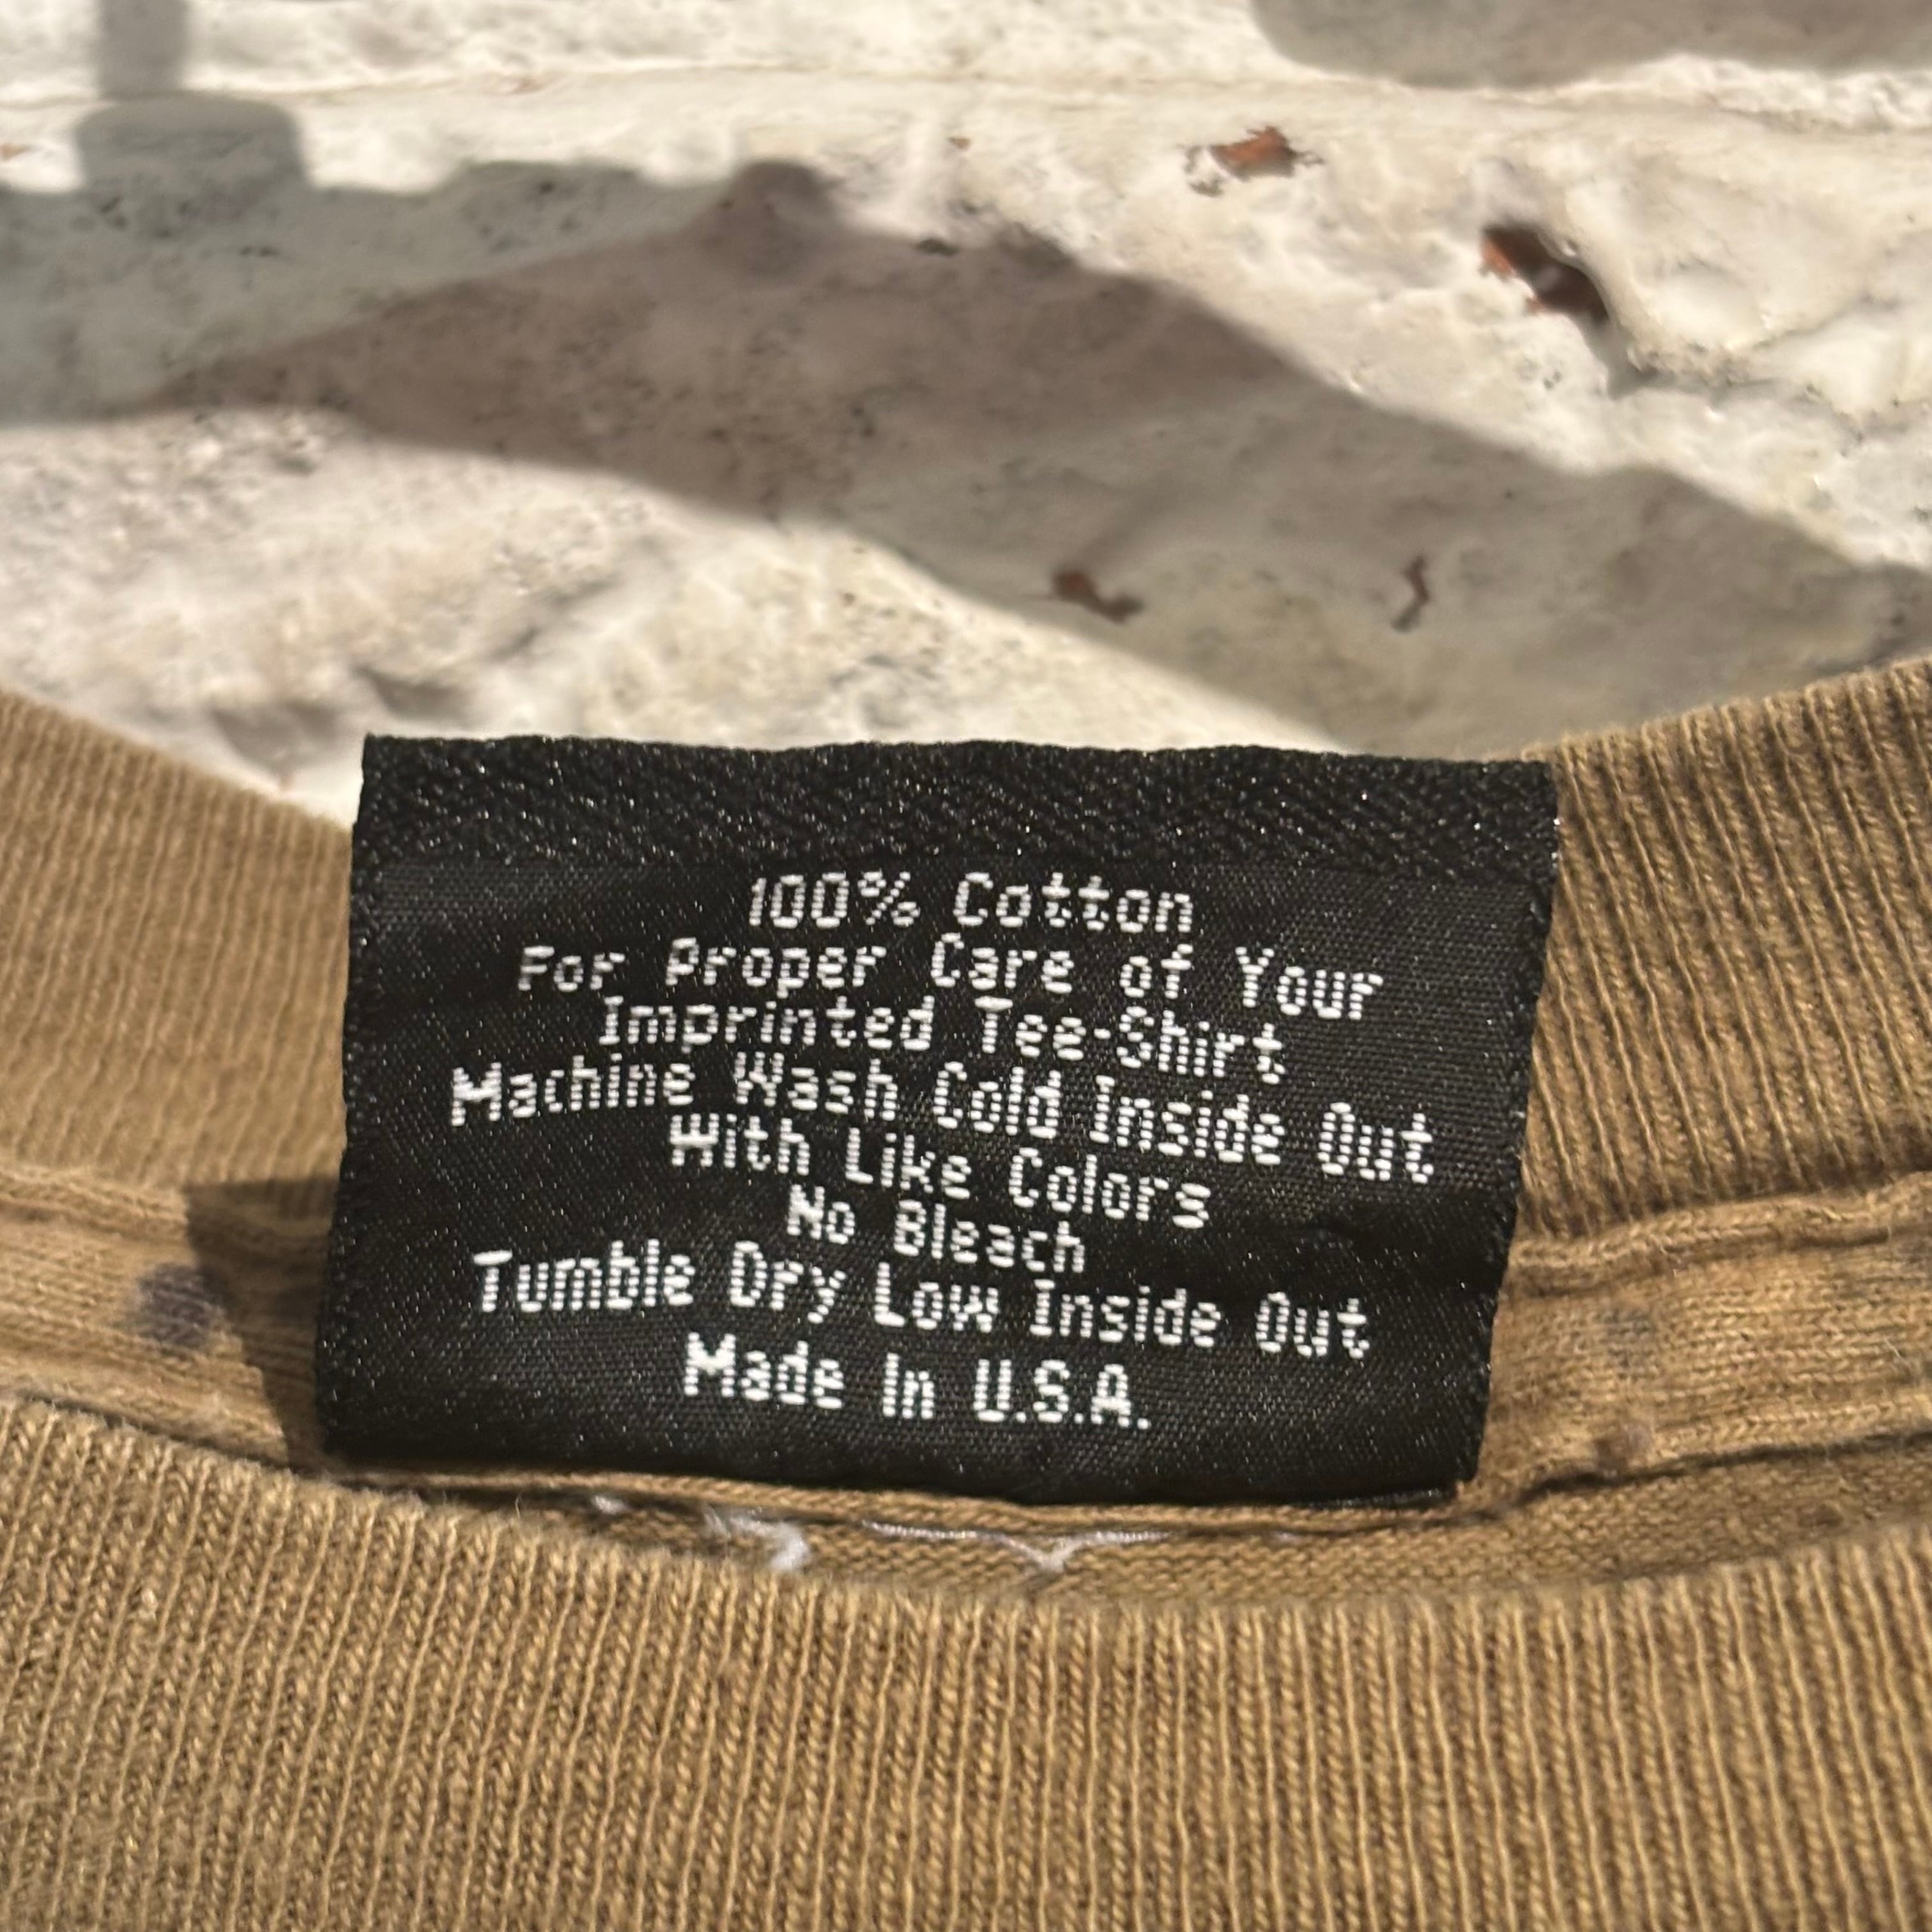 100% Cotton
For Proper Care of Your
Imprinted Tee-Shirt
Machine Wash Cold Inside Out
With Like Colors
No Bleach
Tumble Dry Low Inside Out
Made In U.S.A.